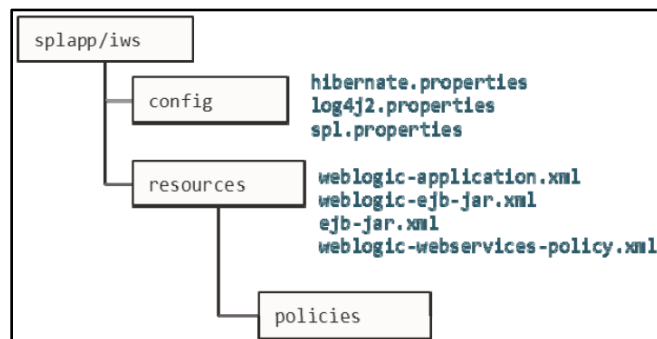 splapp/iws
config
hibernate.properties
log4j2.properties
spl.properties
resources
weblogic-application.xml
weblogic-ejb-jar.xml
ejb-jar.xml
weblogic-webservices-policy.xml
policies